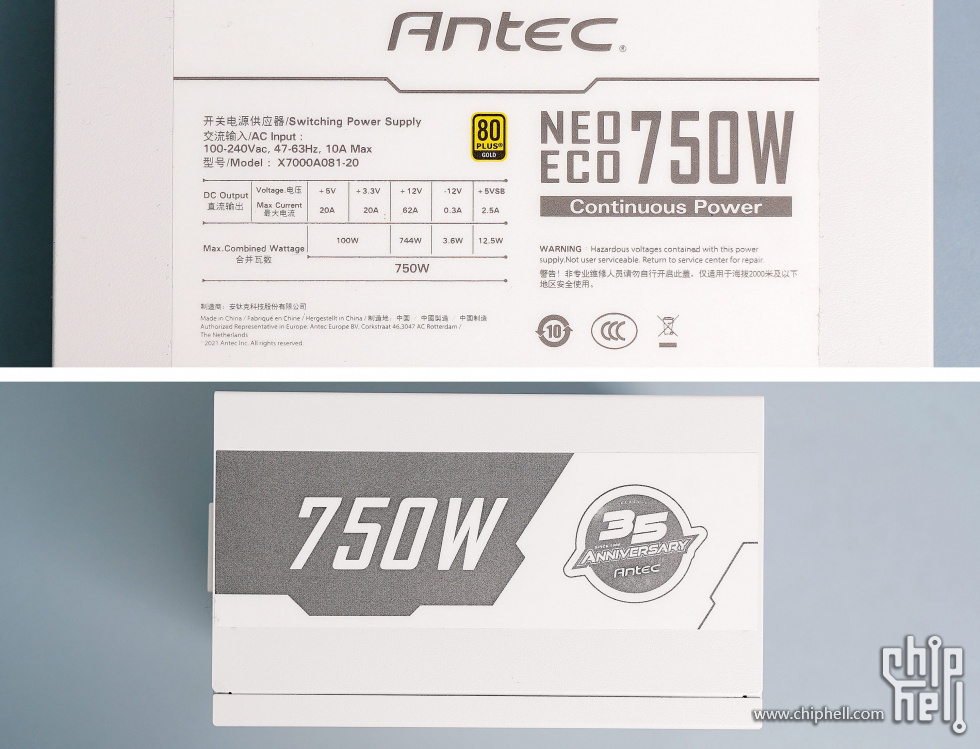 Antec®
开关电源供应器/Switching Power Supply
交流输入/AC Input :
100-240Vac, 47-63Hz, 10A Max
型号/Model : X7000A081-20
80
PLUS®
GOLD
NEO
ECO
750W
Continuous Power
DC Output
直流输出
Voltage.电压 +5V +3.3V +12V -12V +5VSB
Max Current
最大电流
20A 20A 62A 0.3A 2.5A
Max.Combined Wattage
合并瓦数
100W 744W 3.6W 12.5W
750W
WARNING : Hazardous voltages contained with this power
supply.Not user serviceable. Return to service center for repair.
警告！非专业维修人员请勿自行开启此盖。仅适用于海拔2000米及以下
地区安全使用。
制造商：安钛克科技股份有限公司
Made in China / Fabriqué en Chine / Hergestellt in China / 制造地：中国 中國製造 中国制造
Authorized Representative in Europe: Antec Europe BV. Corkstraat 46.3047 AC Rotterdam /
The Netherlands
2021 Antec Inc. All rights reserved.
10
CCC
750W
35
SINCE 1986
ANNIVERSARY
Antec
chip
hell
www.chiphell.com